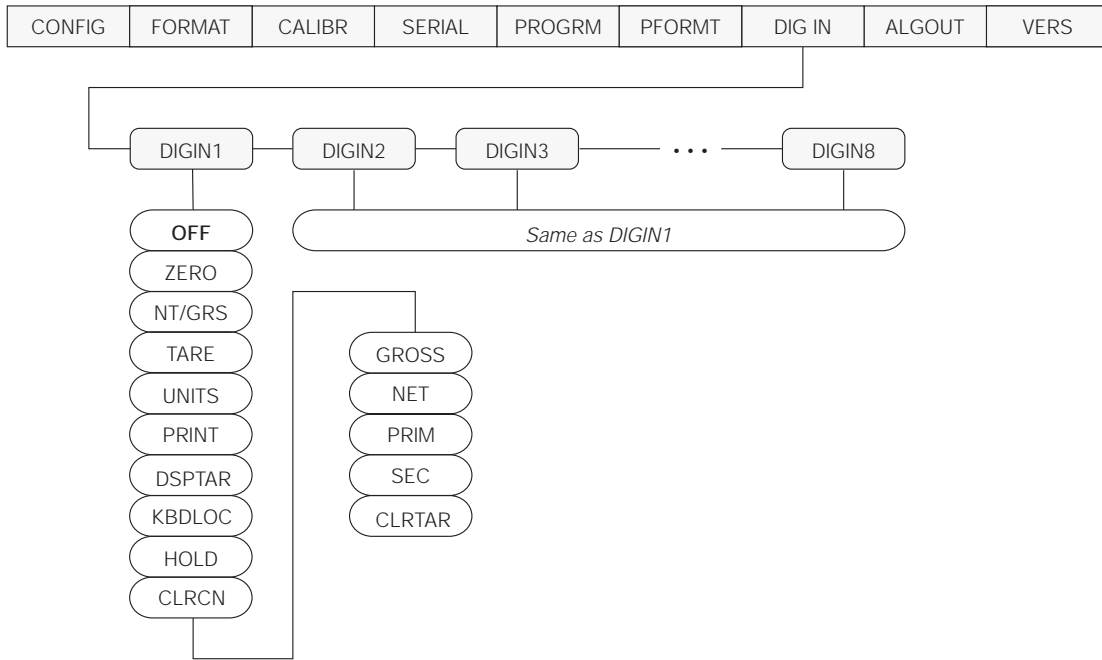 CONFIG FORMAT CALIBR SERIAL PROGRM PFORMT DIG IN ALGOUT VERS
DIGIN1 DIGIN2 DIGIN3 ... DIGIN8
OFF
Same as DIGIN1
ZERO
NT/GRS
TARE
UNITS
PRINT
DSPTAR
KBDLOC
HOLD
CLRCN
GROSS
NET
PRIM
SEC
CLRTAR